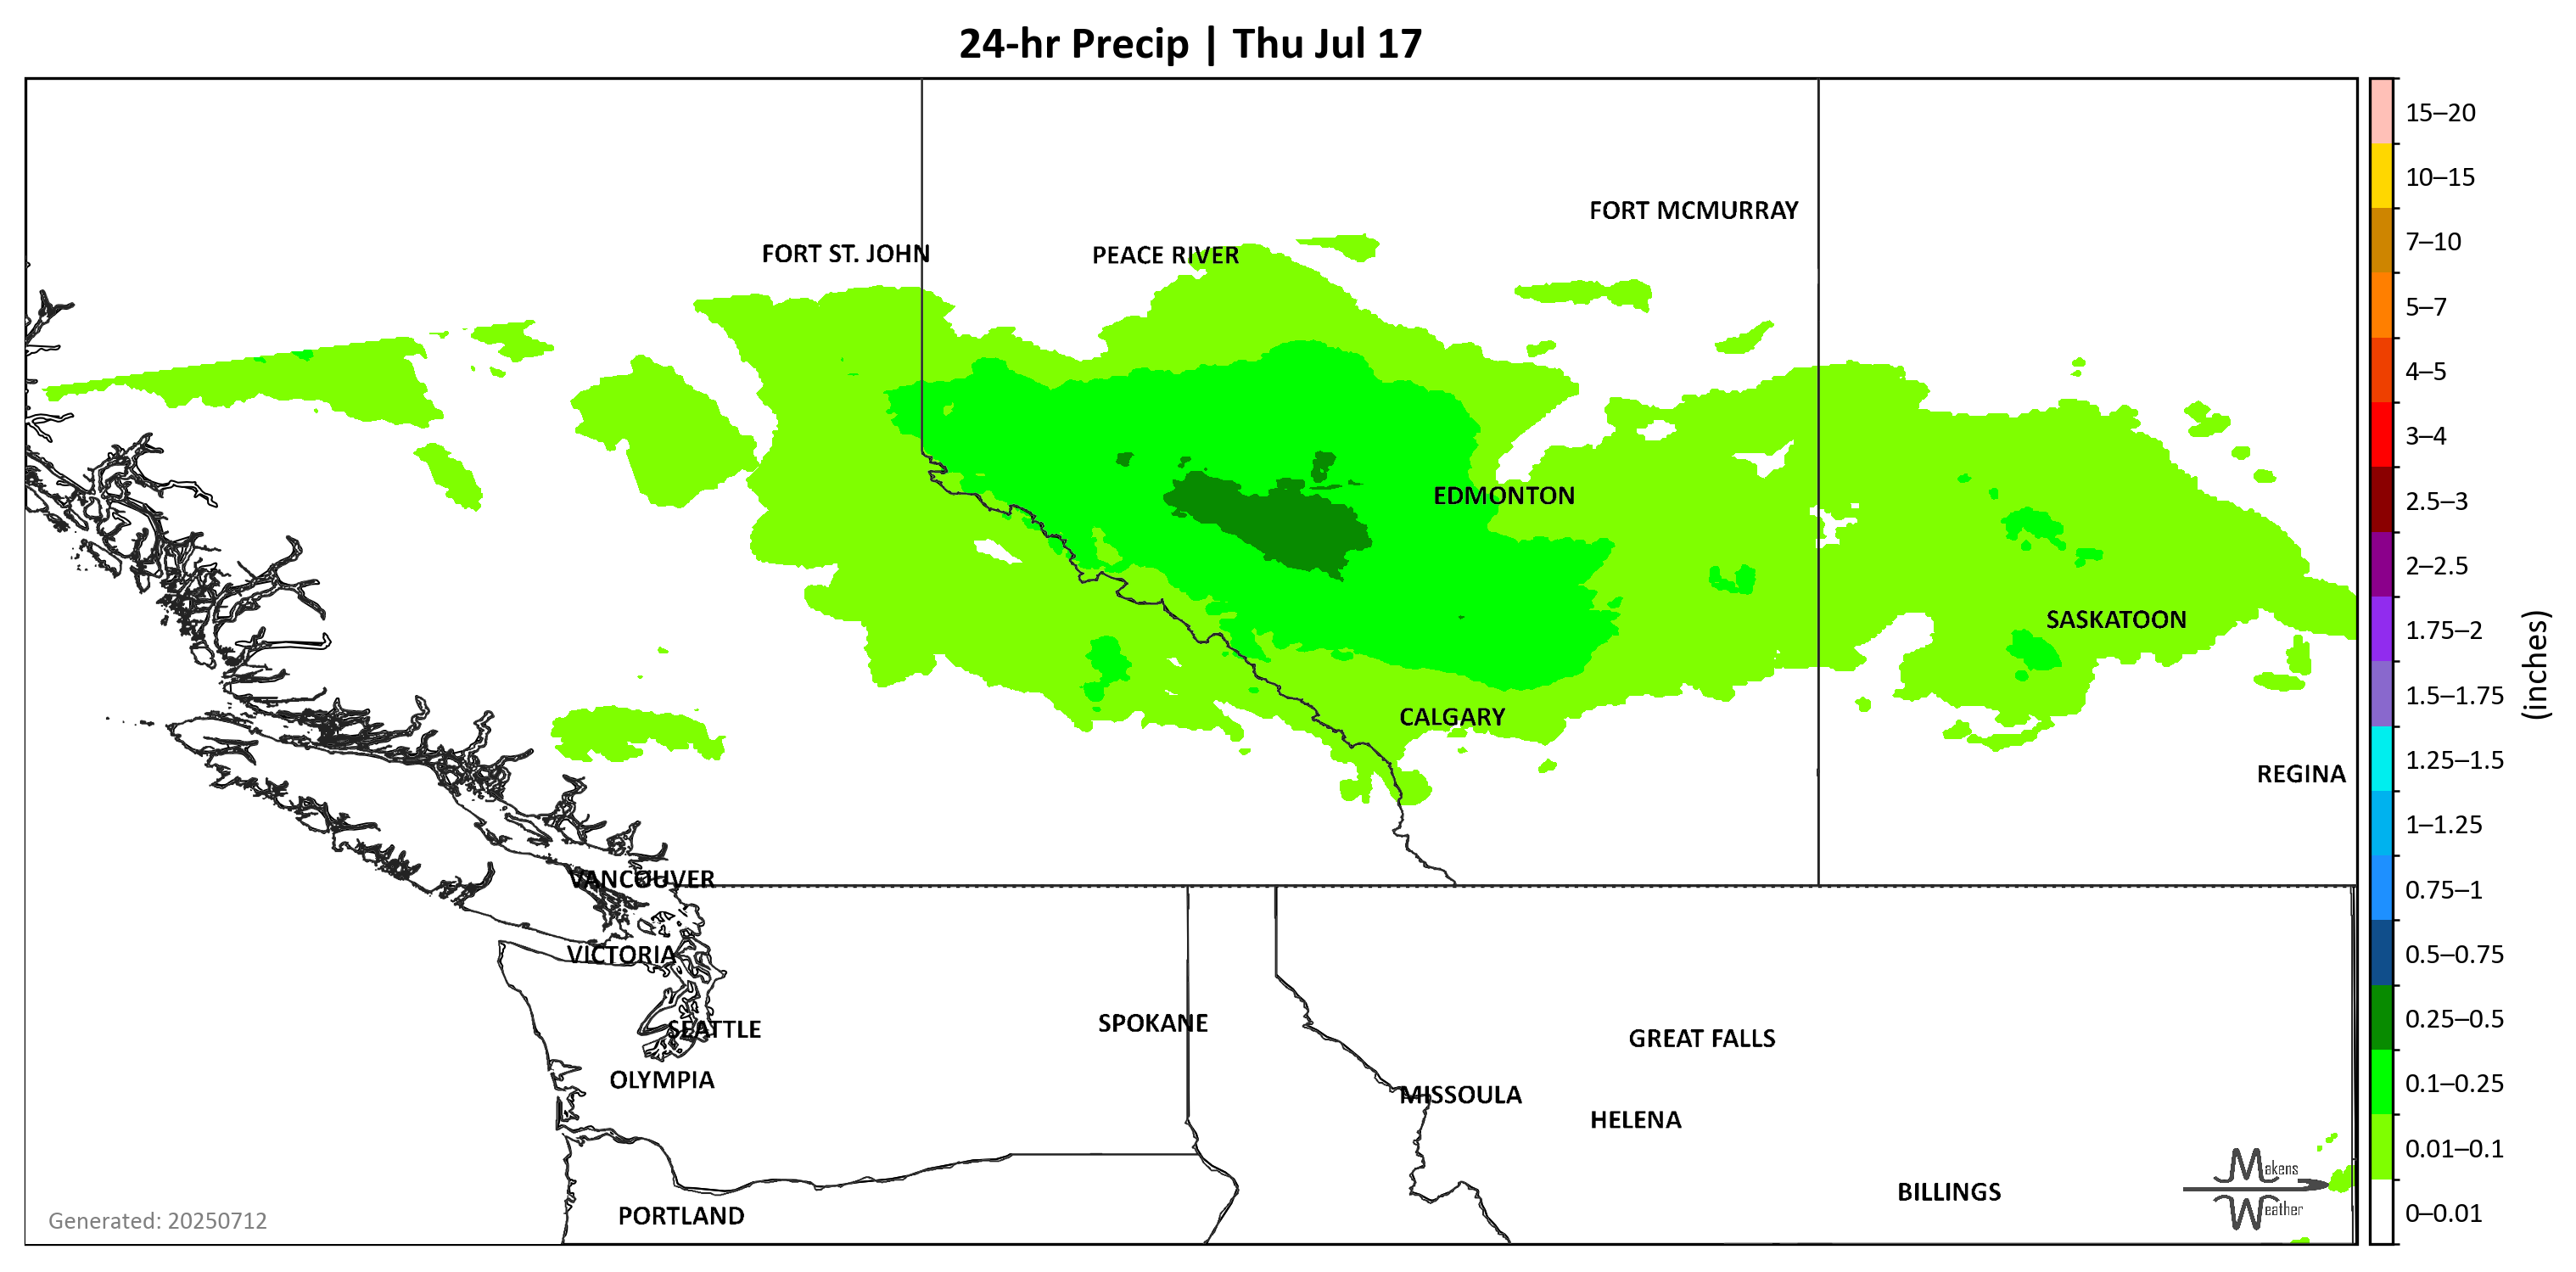 24-hr Precip | Thu Jul 17
FORT MCMURRAY
FORT ST. JOHN
PEACE RIVER
EDMONTON
SASKATOON
CALGARY
REGINA
VANCOUVER
VICTORIA
SPOKANE
SEATTLE
GREAT FALLS
OLYMPIA
MISSOULA
HELENA
BILLINGS
PORTLAND
Generated: 20250712
Makens
Weather
15–20
10–15
7–10
5–7
4–5
3–4
2.5–3
2–2.5
1.75–2
1.5–1.75
1.25–1.5
1–1.25
0.75–1
0.5–0.75
0.25–0.5
0.1–0.25
0.01–0.1
0–0.01
(inches)